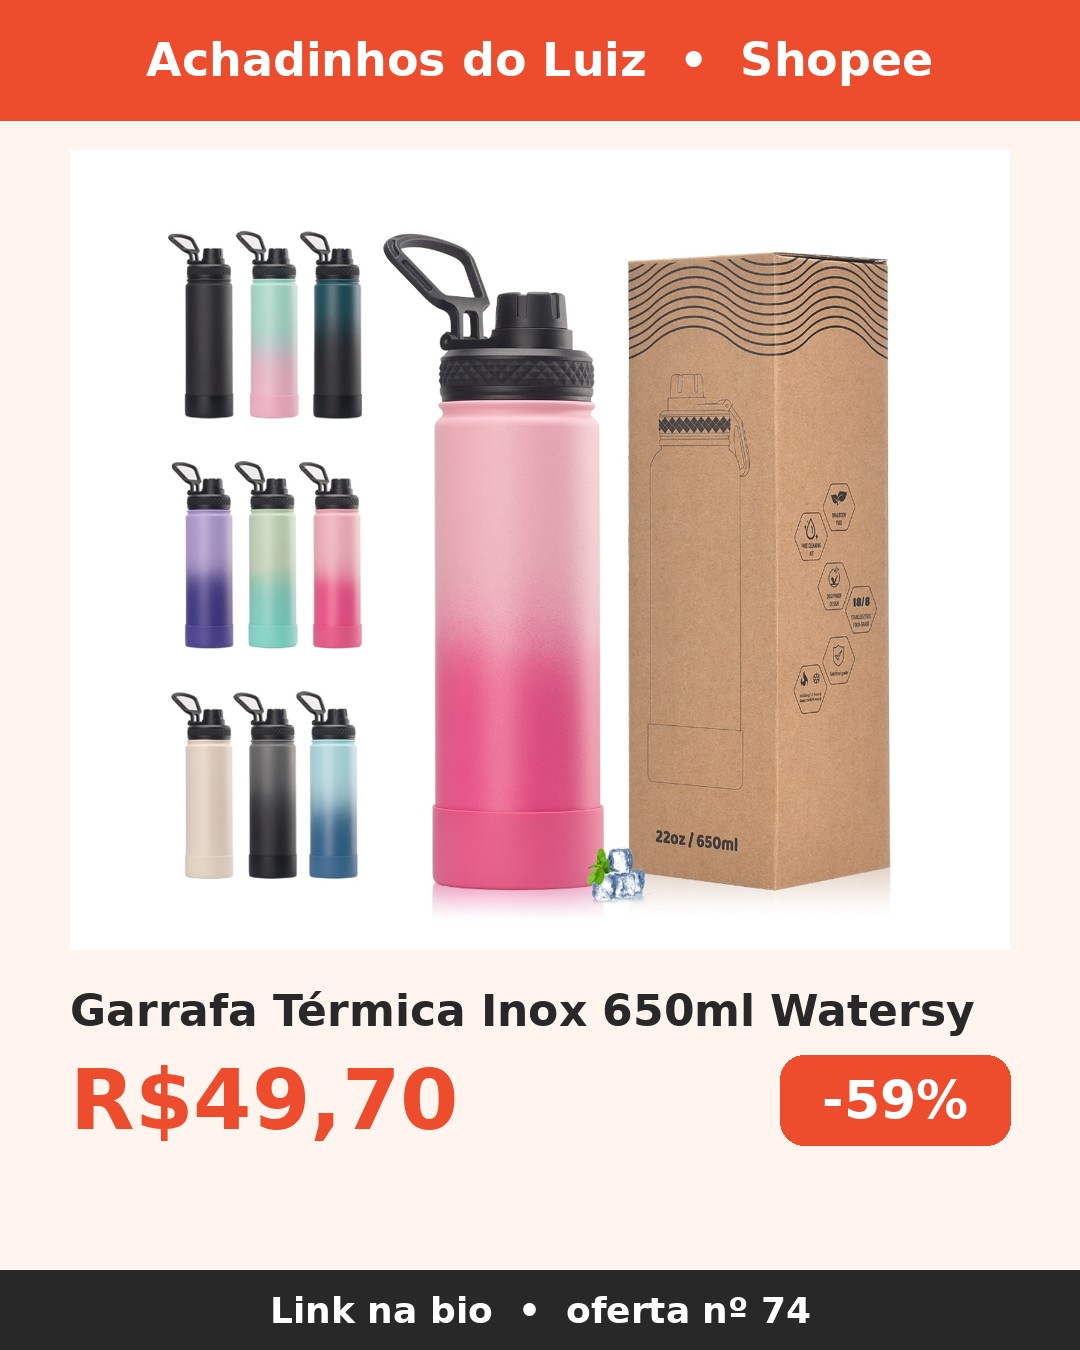 Achadinhos do Luiz • Shopee
18/8
22oz / 650ml
Garrafa Térmica Inox 650ml Watersy
R$49,70
-59%
Link na bio • oferta nº 74